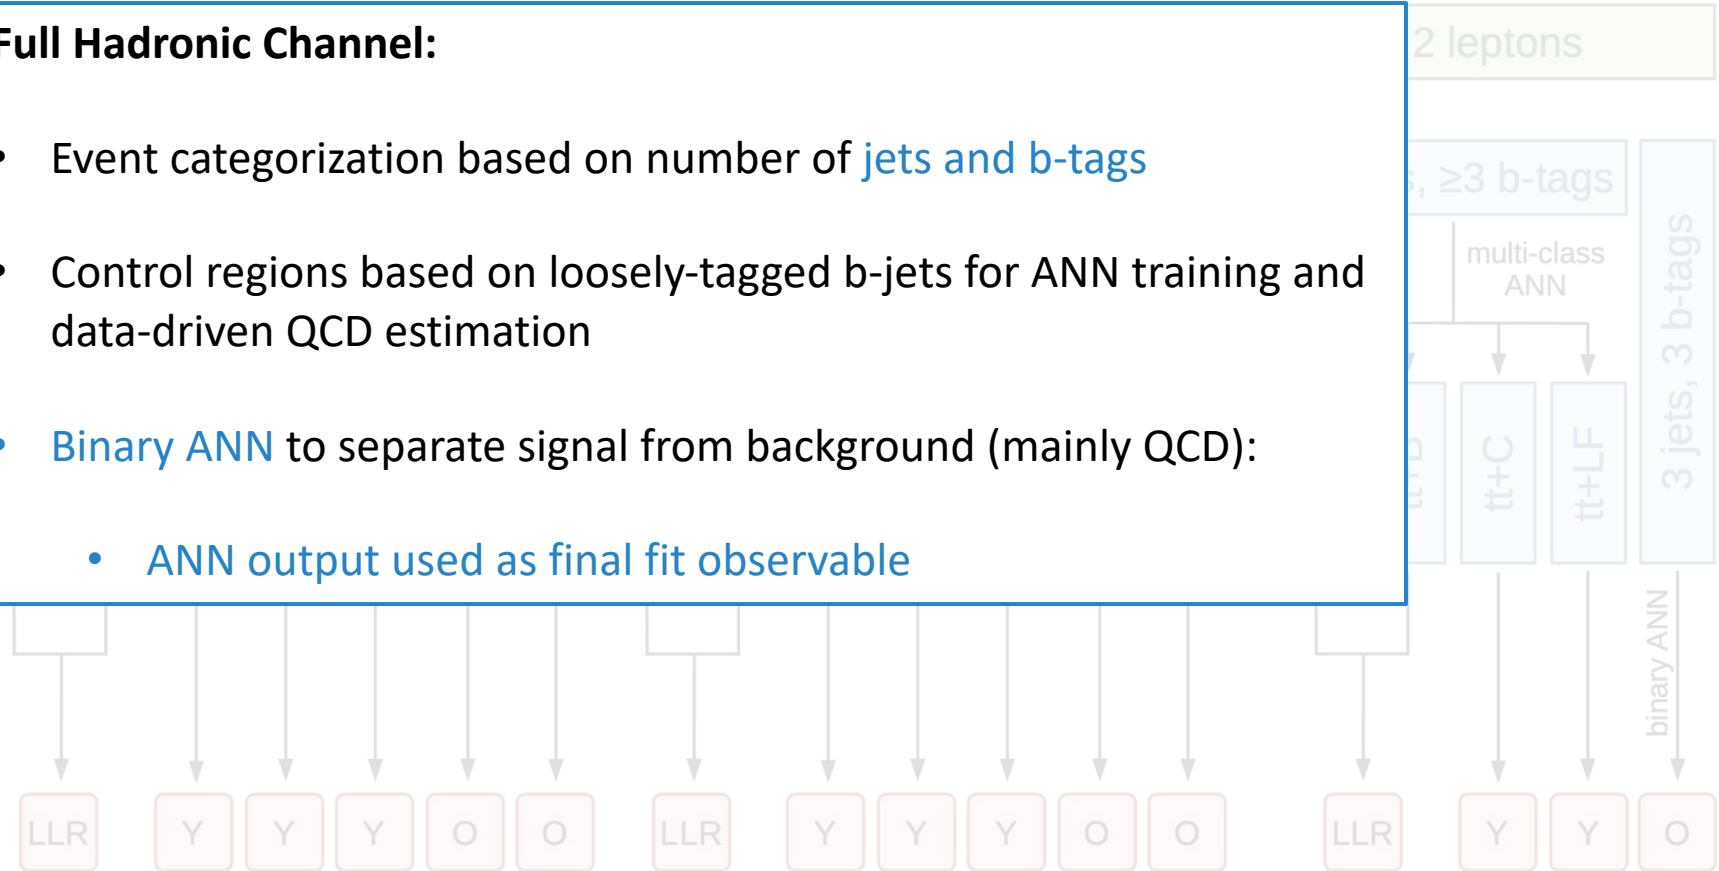 Full Hadronic Channel:
• Event categorization based on number of jets and b-tags
• Control regions based on loosely-tagged b-jets for ANN training and
data-driven QCD estimation
• Binary ANN to separate signal from background (mainly QCD):
• ANN output used as final fit observable
2 leptons
≥3 b-tags
multi-class
ANN
tt+C
tt+LF
3 jets, 3 b-tags
binary ANN
LLR Y Y Y O O LLR Y Y Y O O LLR Y Y O